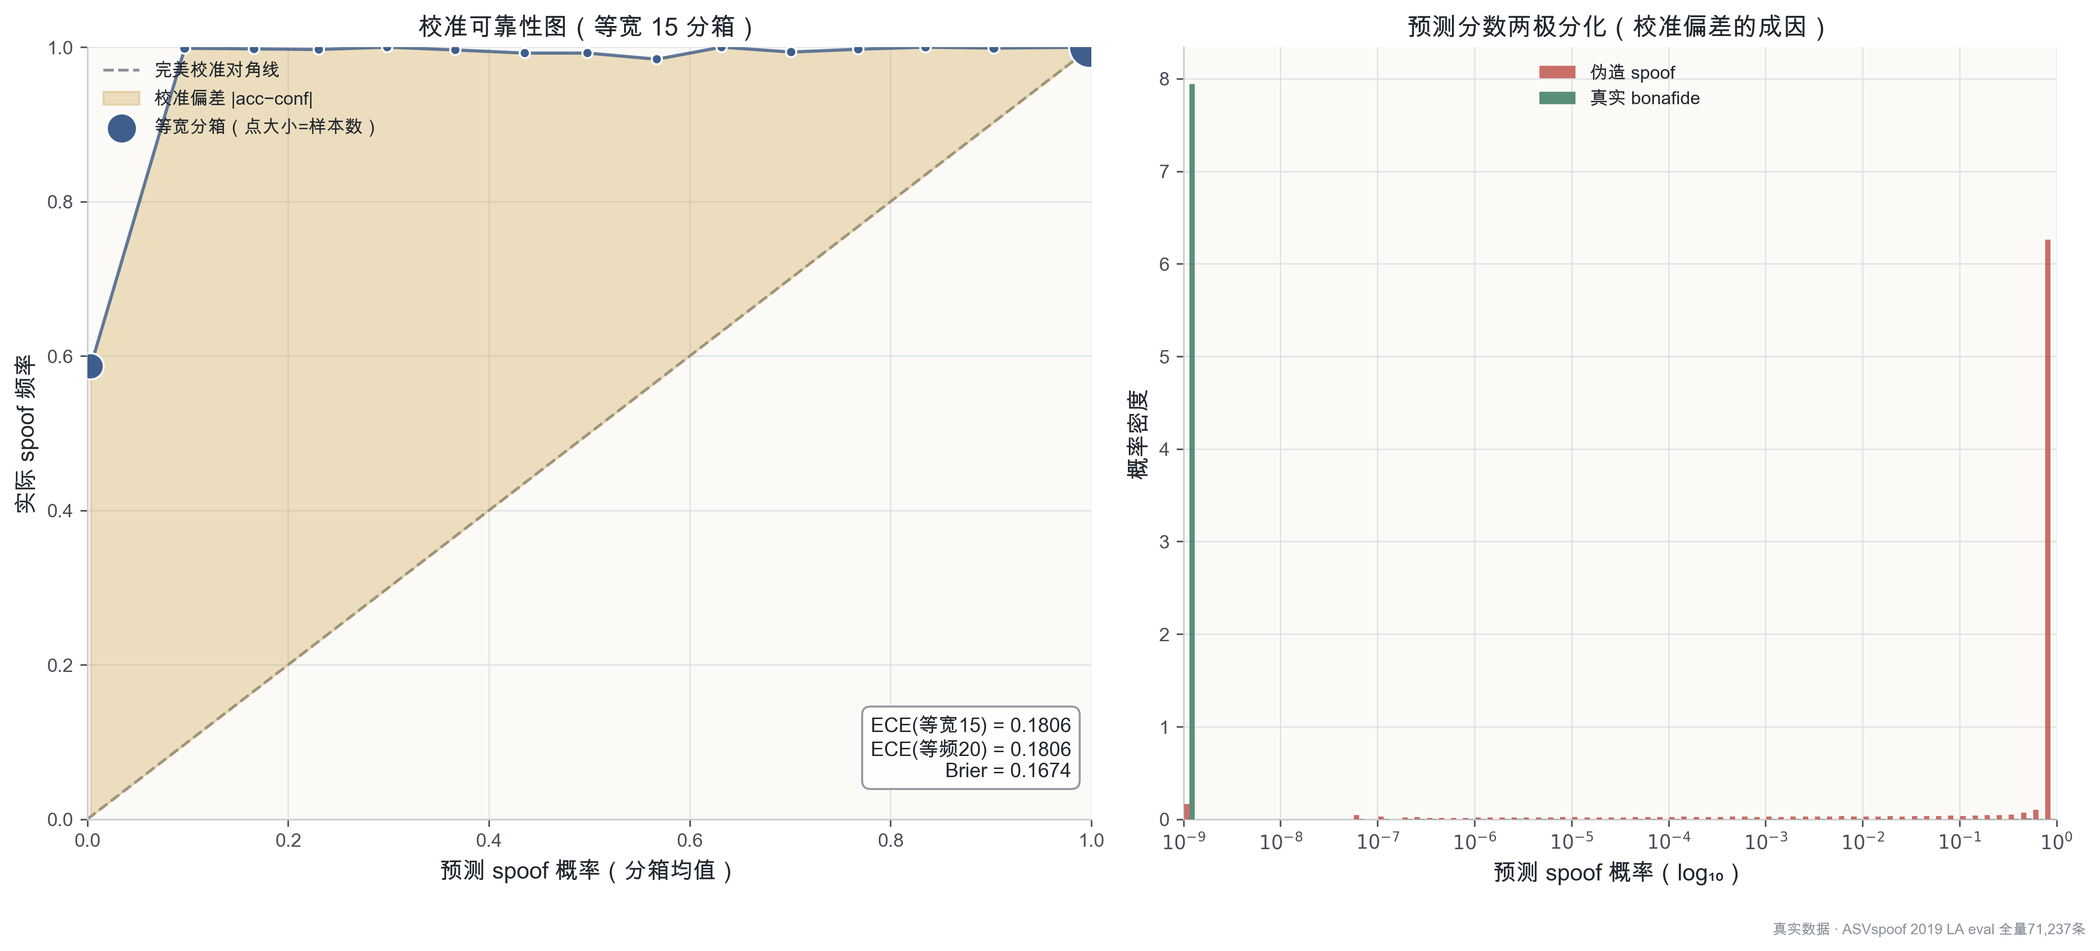 校准可靠性图（等宽 15 分箱）
1.0
0.8
0.6
0.4
0.2
0.0
实际 spoof 频率
完美校准对角线
校准偏差 |acc−conf|
等宽分箱（点大小=样本数）
ECE(等宽15) = 0.1806
ECE(等频20) = 0.1806
Brier = 0.1674
0.0 0.2 0.4 0.6 0.8 1.0
预测 spoof 概率（分箱均值）
预测分数两极分化（校准偏差的成因）
8
7
6
5
4
3
2
1
0
概率密度
伪造 spoof
真实 bonafide
10⁻⁹ 10⁻⁸ 10⁻⁷ 10⁻⁶ 10⁻⁵ 10⁻⁴ 10⁻³ 10⁻² 10⁻¹ 10⁰
预测 spoof 概率（log₁₀）
真实数据 · ASVspoof 2019 LA eval 全量71,237条